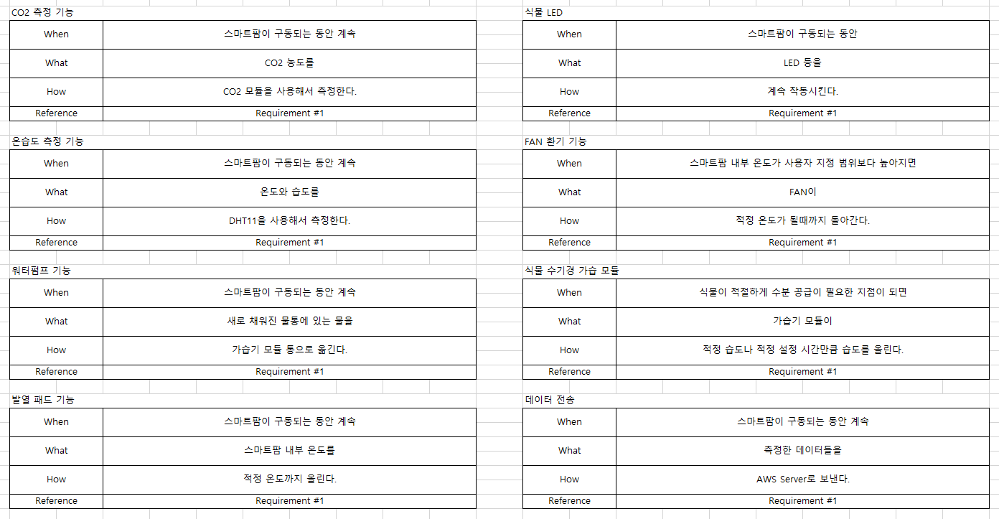 CO2 측정 기능
When 스마트팜이 구동되는 동안 계속
What CO2 농도를
How CO2 모듈을 사용해서 측정한다.
Reference Requirement #1
온습도 측정 기능
When 스마트팜이 구동되는 동안 계속
What 온도와 습도를
How DHT11을 사용해서 측정한다.
Reference Requirement #1
워터펌프 기능
When 스마트팜이 구동되는 동안 계속
What 새로 채워진 물통에 있는 물을
How 가습기 모듈 통으로 옮긴다.
Reference Requirement #1
발열 패드 기능
When 스마트팜이 구동되는 동안 계속
What 스마트팜 내부 온도를
How 적정 온도까지 올린다.
Reference Requirement #1
식물 LED
When 스마트팜이 구동되는 동안
What LED 등을
How 계속 작동시킨다.
Reference Requirement #1
FAN 환기 기능
When 스마트팜 내부 온도가 사용자 지정 범위보다 높아지면
What FAN이
How 적정 온도가 될때까지 돌아간다.
Reference Requirement #1
식물 수기경 가습 모듈
When 식물이 적절하게 수분 공급이 필요한 지점이 되면
What 가습기 모듈이
How 적정 습도나 적정 설정 시간만큼 습도를 올린다.
Reference Requirement #1
데이터 전송
When 스마트팜이 구동되는 동안 계속
What 측정한 데이터들을
How AWS Server로 보낸다.
Reference Requirement #1